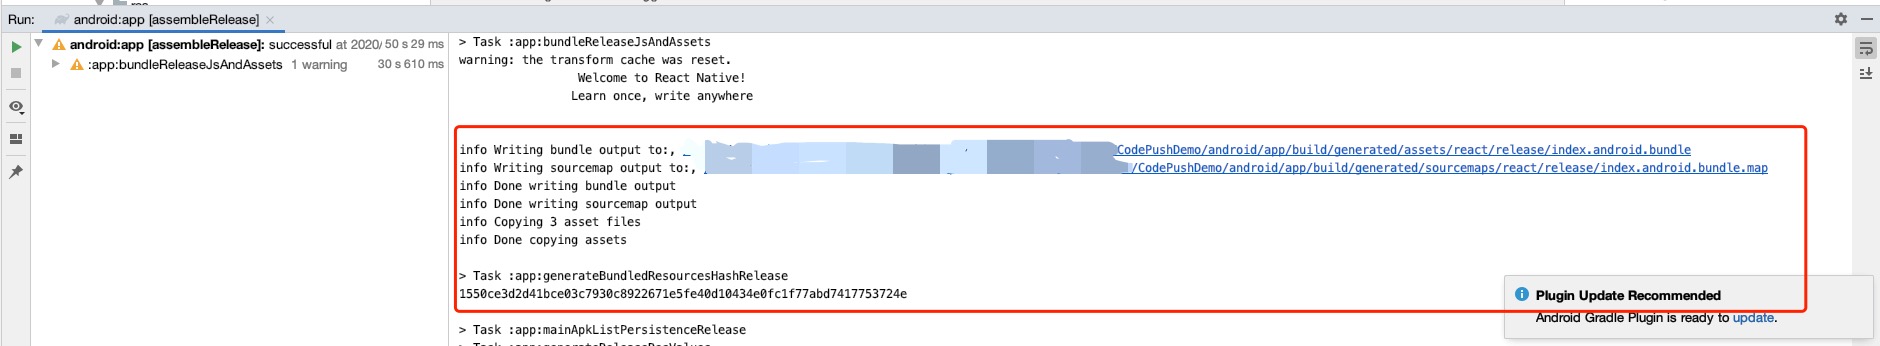 Run: android:app [assembleRelease] ×
android:app [assembleRelease]: successful at 2020/ 50 s 29 ms
:app:bundleReleaseJsAndAssets 1 warning 30 s 610 ms
> Task :app:bundleReleaseJsAndAssets
warning: the transform cache was reset.
Welcome to React Native!
Learn once, write anywhere
info Writing bundle output to:, CodePushDemo/android/app/build/generated/assets/react/release/index.android.bundle
info Writing sourcemap output to:, /CodePushDemo/android/app/build/generated/sourcemaps/react/release/index.android.bundle.map
info Done writing bundle output
info Done writing sourcemap output
info Copying 3 asset files
info Done copying assets
> Task :app:generateBundledResourcesHashRelease
1550ce3d2d41bce03c7930c8922671e5fe40d10434e0fc1f77abd7417753724e
> Task :app:mainApkListPersistenceRelease
Plugin Update Recommended
Android Gradle Plugin is ready to update.